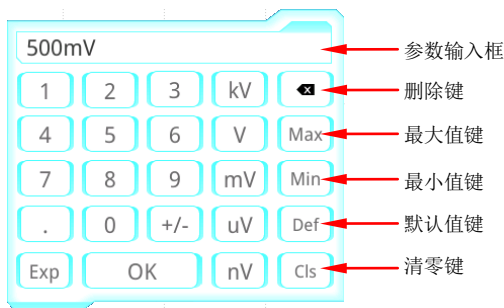 500mV 参数输入框
1 2 3 kV 删除键
4 5 6 V Max 最大值键
7 8 9 mV Min 最小值键
. 0 +/- uV Def 默认值键
Exp OK nV Cls 清零键